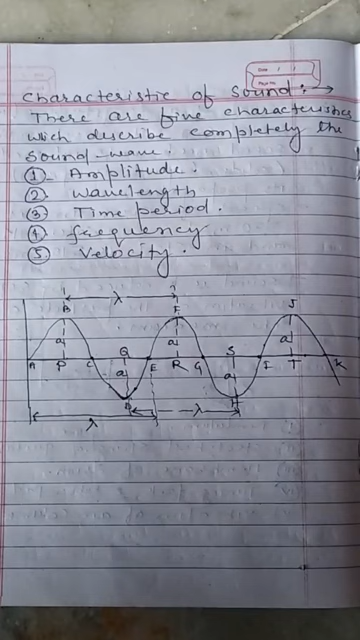 Date / /
Characteristic of Sound :→
There are five characteristics
wich describe completely the
Sound-wave.
① Amplitude.
② Wavelength
③ Time period.
④ frequency
⑤ Velocity.
λ
B F J
a a a
A P C Q E R G S I T K
a a
D H
λ λ